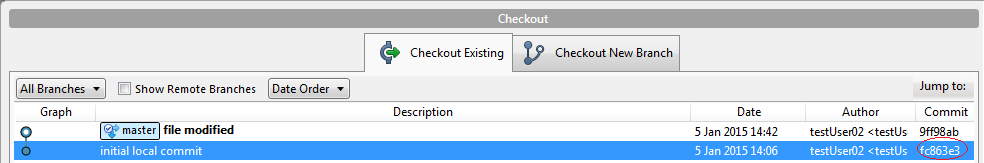 Checkout
Checkout Existing Checkout New Branch
All Branches Show Remote Branches Date Order Jump to:
Graph Description Date Author Commit
master file modified 5 Jan 2015 14:42 testUser02 <testUs 9ff98ab
initial local commit 5 Jan 2015 14:06 testUser02 <testUs fc863e3